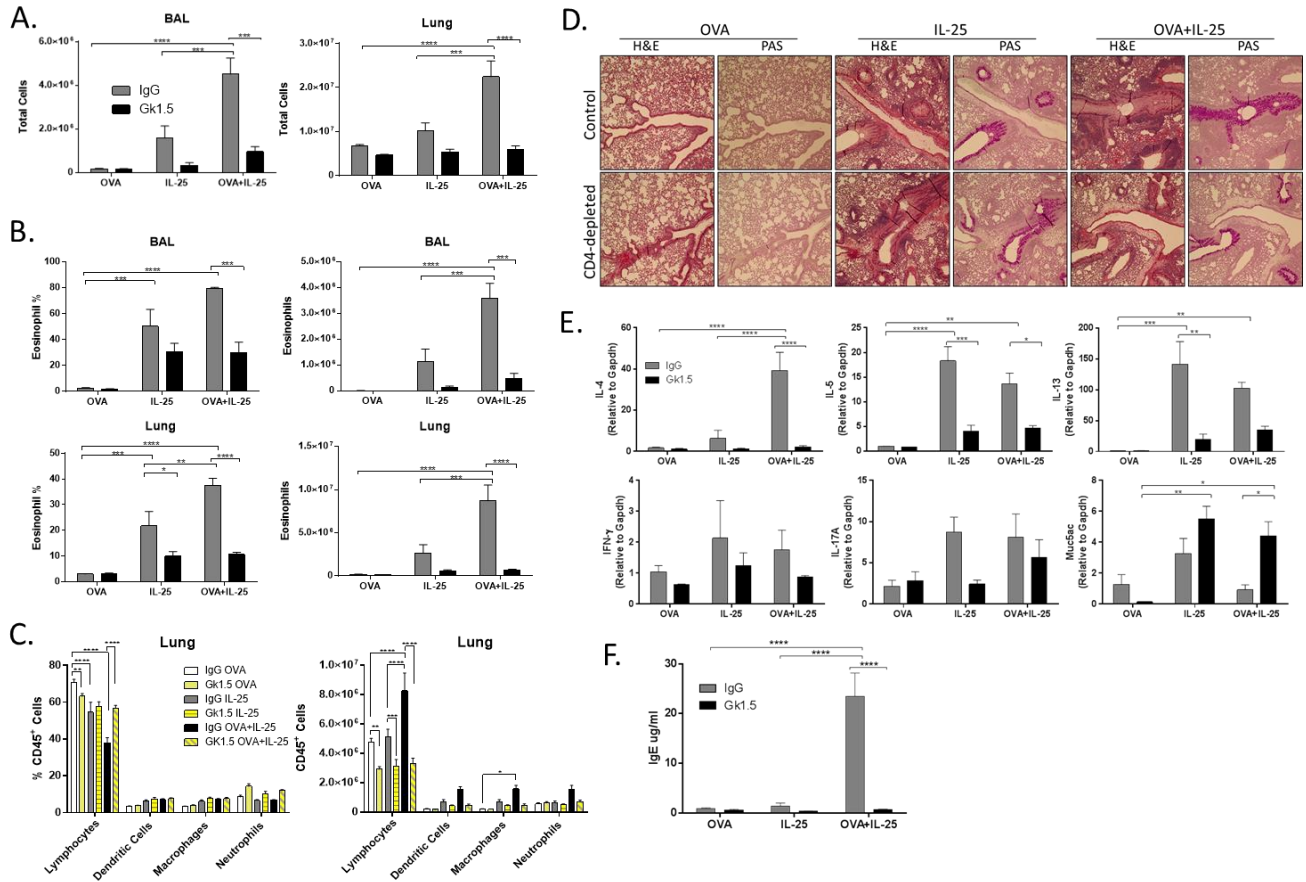 A.
BAL
Total Cells
6.0×10⁶
4.0×10⁶
2.0×10⁶
0
****
***
***
IgG
Gk1.5
OVA
IL-25
OVA+IL-25
Lung
Total Cells
3.0×10⁷
2.0×10⁷
1.0×10⁷
0
****
***
****
OVA
IL-25
OVA+IL-25
B.
BAL
Eosinophil %
100
80
60
40
20
0
****
***
***
OVA
IL-25
OVA+IL-25
BAL
Eosinophils
5.0×10⁶
4.0×10⁶
3.0×10⁶
2.0×10⁶
1.0×10⁶
0
****
***
***
OVA
IL-25
OVA+IL-25
Lung
Eosinophil %
50
40
30
20
10
0
****
***
**
****
*
OVA
IL-25
OVA+IL-25
Lung
Eosinophils
1.5×10⁷
1.0×10⁷
5.0×10⁶
0
****
***
****
OVA
IL-25
OVA+IL-25
C.
Lung
% CD45⁺ Cells
80
60
40
20
0
****
****
**
****
IgG OVA
Gk1.5 OVA
IgG IL-25
Gk1.5 IL-25
IgG OVA+IL-25
GK1.5 OVA+IL-25
Lymphocytes
Dendritic Cells
Macrophages
Neutrophils
Lung
CD45⁺ Cells
1.0×10⁷
8.0×10⁶
6.0×10⁶
4.0×10⁶
2.0×10⁶
0
****
****
****
**
***
*
Lymphocytes
Dendritic Cells
Macrophages
Neutrophils
D.
OVA
IL-25
OVA+IL-25
H&E
PAS
H&E
PAS
H&E
PAS
Control
CD4-depleted
E.
IL-4
(Relative to Gapdh)
60
40
20
0
****
****
****
IgG
Gk1.5
OVA
IL-25
OVA+IL-25
IL-5
(Relative to Gapdh)
25
20
15
10
5
0
**
****
***
*
OVA
IL-25
OVA+IL-25
IL-13
(Relative to Gapdh)
200
150
100
50
0
**
***
**
OVA
IL-25
OVA+IL-25
IFN-γ
(Relative to Gapdh)
4
3
2
1
0
OVA
IL-25
OVA+IL-25
IL-17A
(Relative to Gapdh)
15
10
5
0
OVA
IL-25
OVA+IL-25
Muc5ac
(Relative to Gapdh)
8
6
4
2
0
*
**
*
OVA
IL-25
OVA+IL-25
F.
IgE ug/ml
30
20
10
0
****
****
****
IgG
Gk1.5
OVA
IL-25
OVA+IL-25